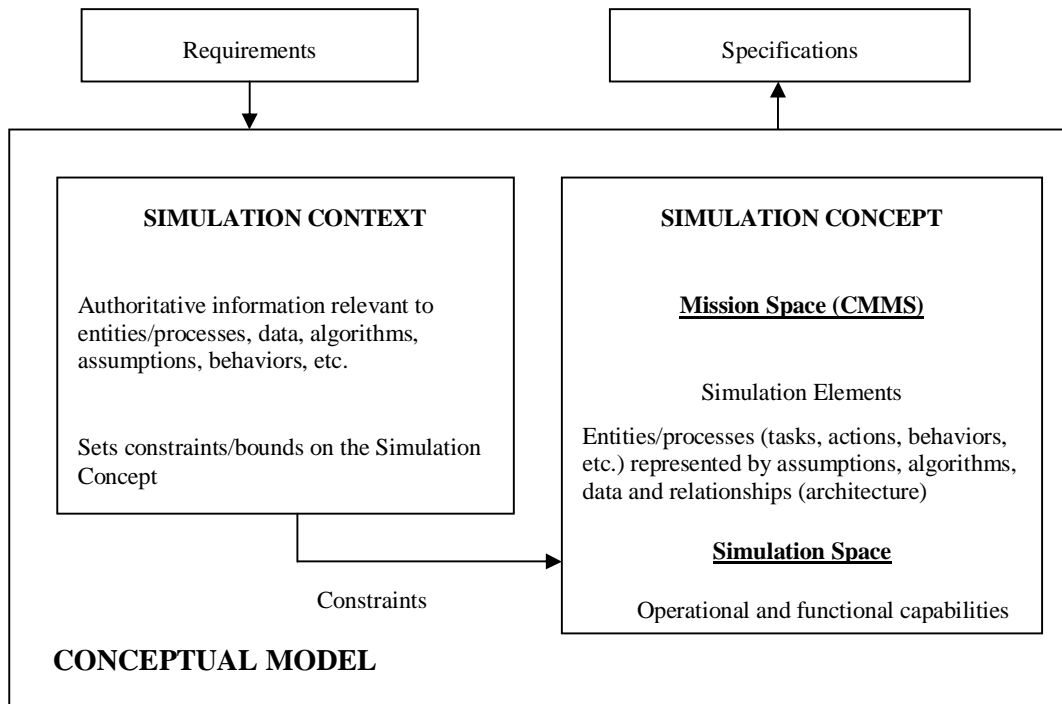 Requirements
Specifications
SIMULATION CONTEXT
Authoritative information relevant to
entities/processes, data, algorithms,
assumptions, behaviors, etc.
Sets constraints/bounds on the Simulation
Concept
SIMULATION CONCEPT
Mission Space (CMMS)
Simulation Elements
Entities/processes (tasks, actions, behaviors,
etc.) represented by assumptions, algorithms,
data and relationships (architecture)
Simulation Space
Operational and functional capabilities
Constraints
CONCEPTUAL MODEL